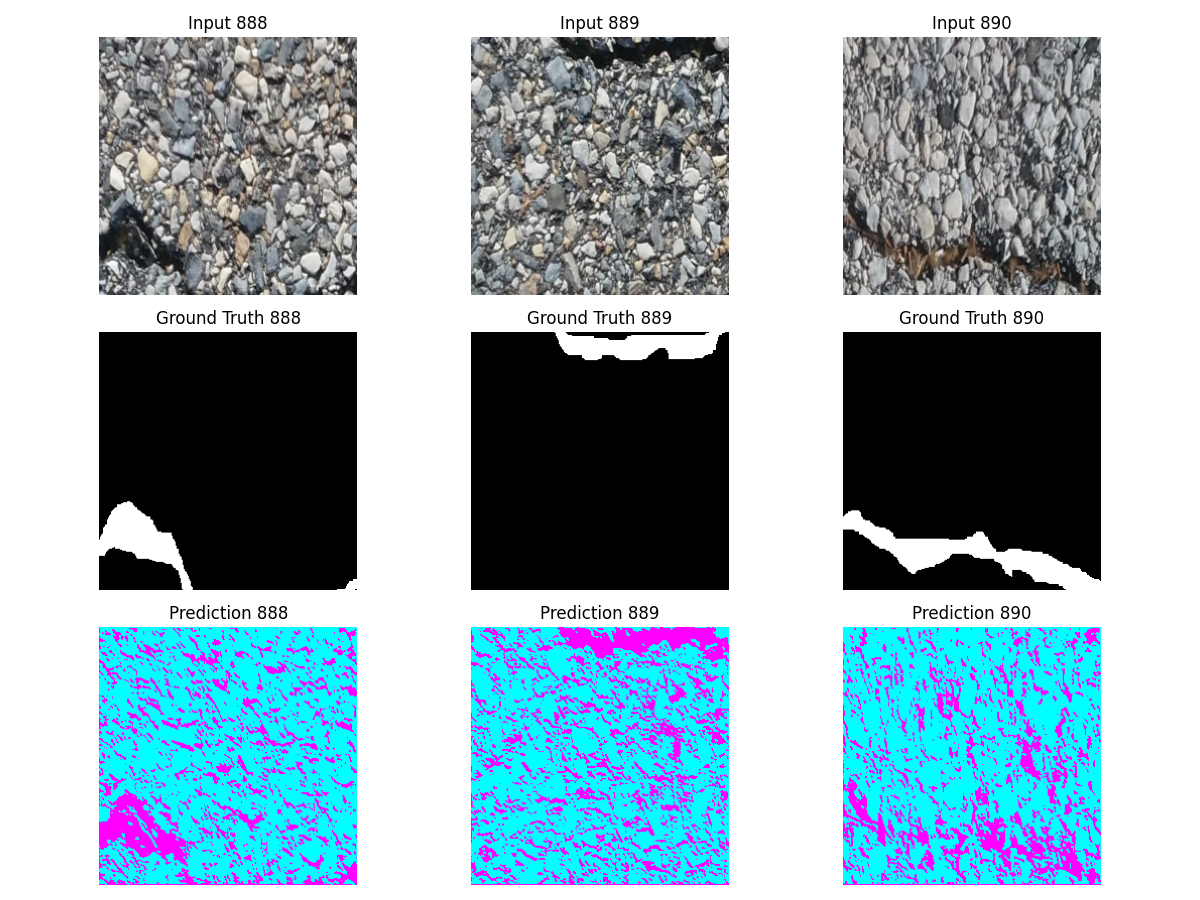 Input 888
Input 889
Input 890
Ground Truth 888
Ground Truth 889
Ground Truth 890
Prediction 888
Prediction 889
Prediction 890